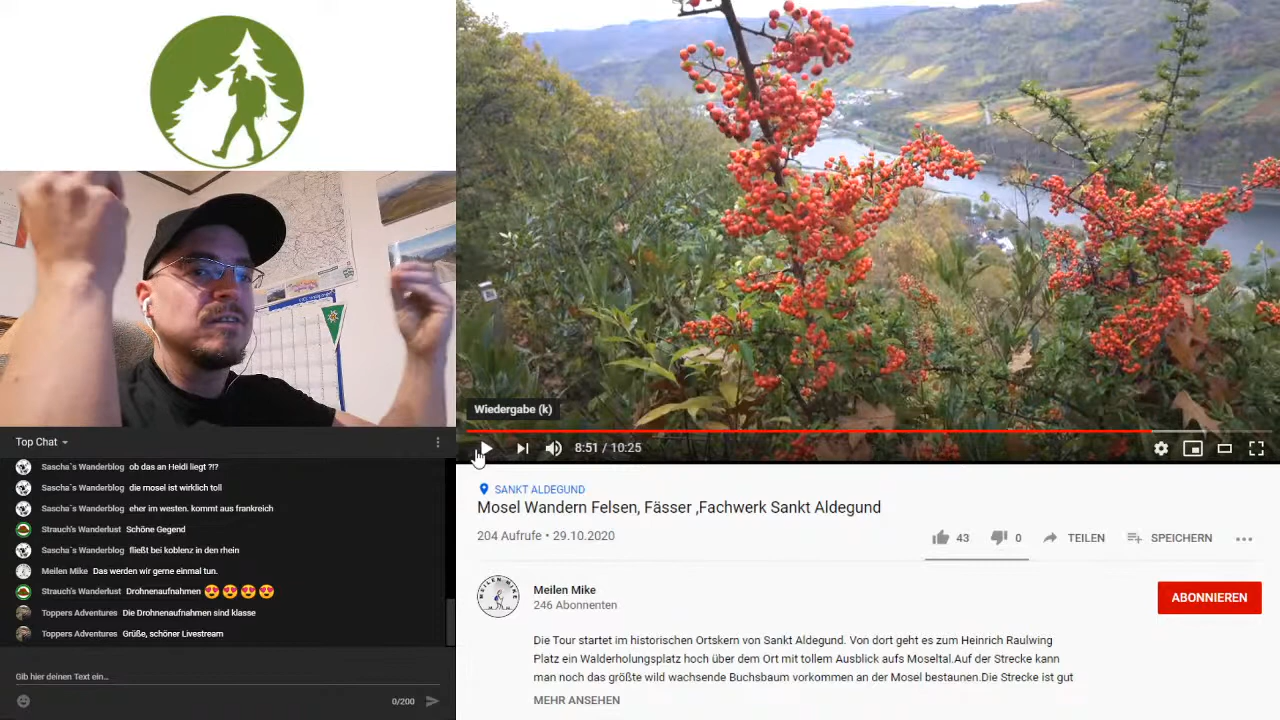 Top Chat
Sascha`s Wanderblog ob das an Heidi liegt ?!?
Sascha`s Wanderblog die mosel ist wirklich toll
Sascha`s Wanderblog eher im westen. kommt aus frankreich
Strauch's Wanderlust Schöne Gegend
Sascha`s Wanderblog fließt bei koblenz in den rhein
Meilen Mike Das werden wir gerne einmal tun.
Strauch's Wanderlust Drohnenaufnahmen 😍😍😍😍
Toppers Adventures Die Drohnenaufnahmen sind klasse
Toppers Adventures Grüße, schöner Livestream
Gib hier deinen Text ein...
0/200
Wiedergabe (k)
8:51 / 10:25
SANKT ALDEGUND
Mosel Wandern Felsen, Fässer ,Fachwerk Sankt Aldegund
204 Aufrufe • 29.10.2020
43
0
TEILEN
SPEICHERN
MEILEN MIKE
Meilen Mike
246 Abonnenten
ABONNIEREN
Die Tour startet im historischen Ortskern von Sankt Aldegund. Von dort geht es zum Heinrich Raulwing
Platz ein Walderholungsplatz hoch über dem Ort mit tollem Ausblick aufs Moseltal.Auf der Strecke kann
man noch das größte wild wachsende Buchsbaum vorkommen an der Mosel bestaunen.Die Strecke ist gut
MEHR ANSEHEN